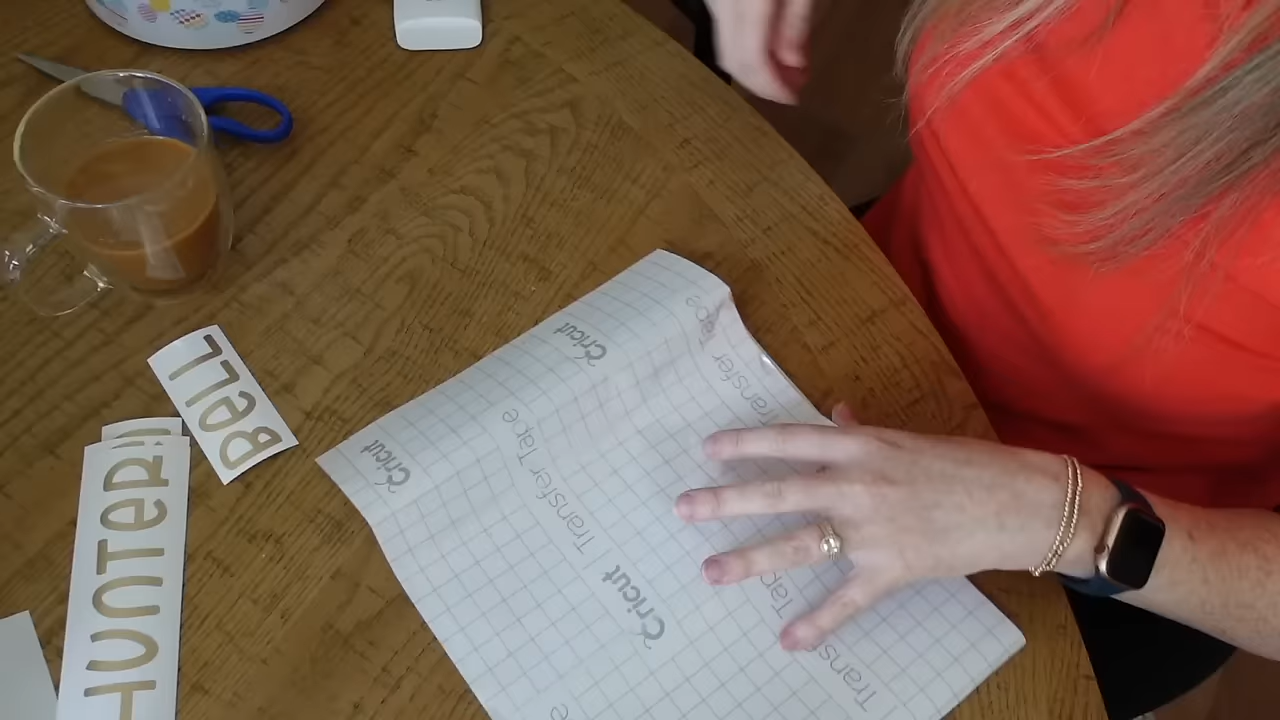 Bell
HUNTER
Cricut
Cricut
Transfer Tape
Cricut | Transfer Tape
Transfer Tape